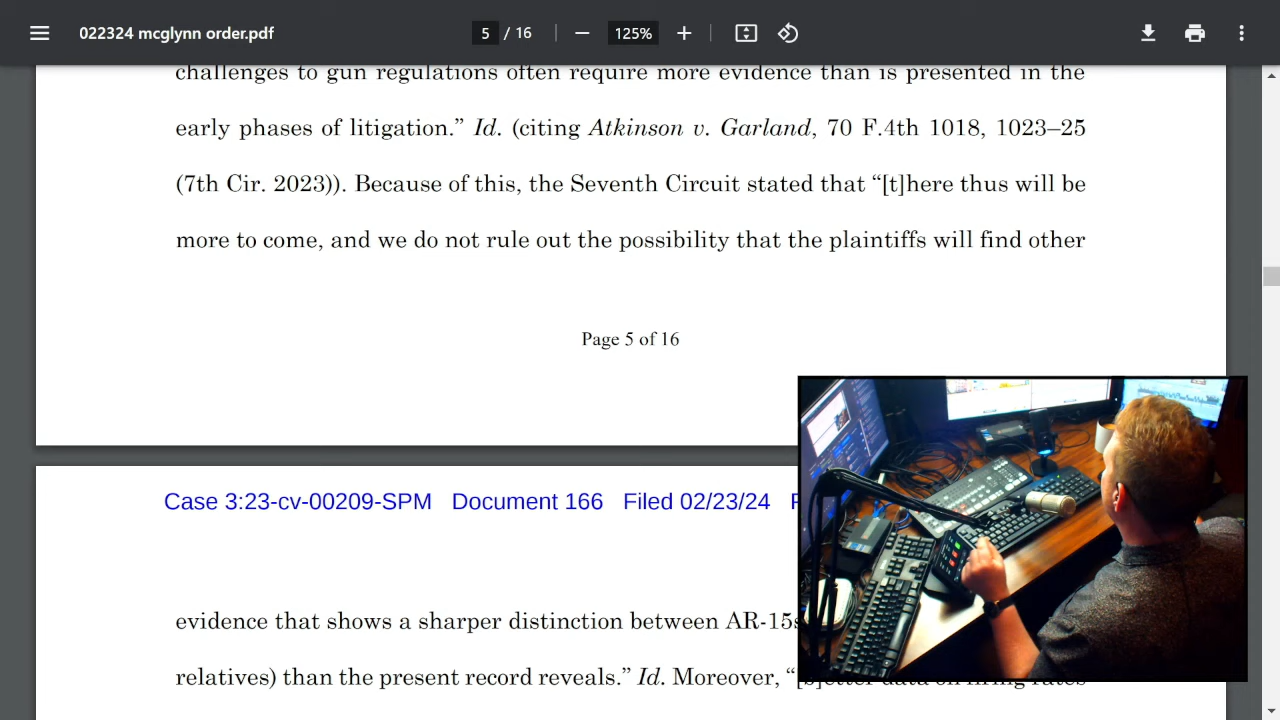 022324 mcglynn order.pdf
5 / 16
125%
challenges to gun regulations often require more evidence than is presented in the
early phases of litigation.” Id. (citing Atkinson v. Garland, 70 F.4th 1018, 1023–25
(7th Cir. 2023)). Because of this, the Seventh Circuit stated that “[t]here thus will be
more to come, and we do not rule out the possibility that the plaintiffs will find other
Page 5 of 16
Case 3:23-cv-00209-SPM Document 166 Filed 02/23/24
evidence that shows a sharper distinction between AR-15s
relatives) than the present record reveals.” Id. Moreover, “